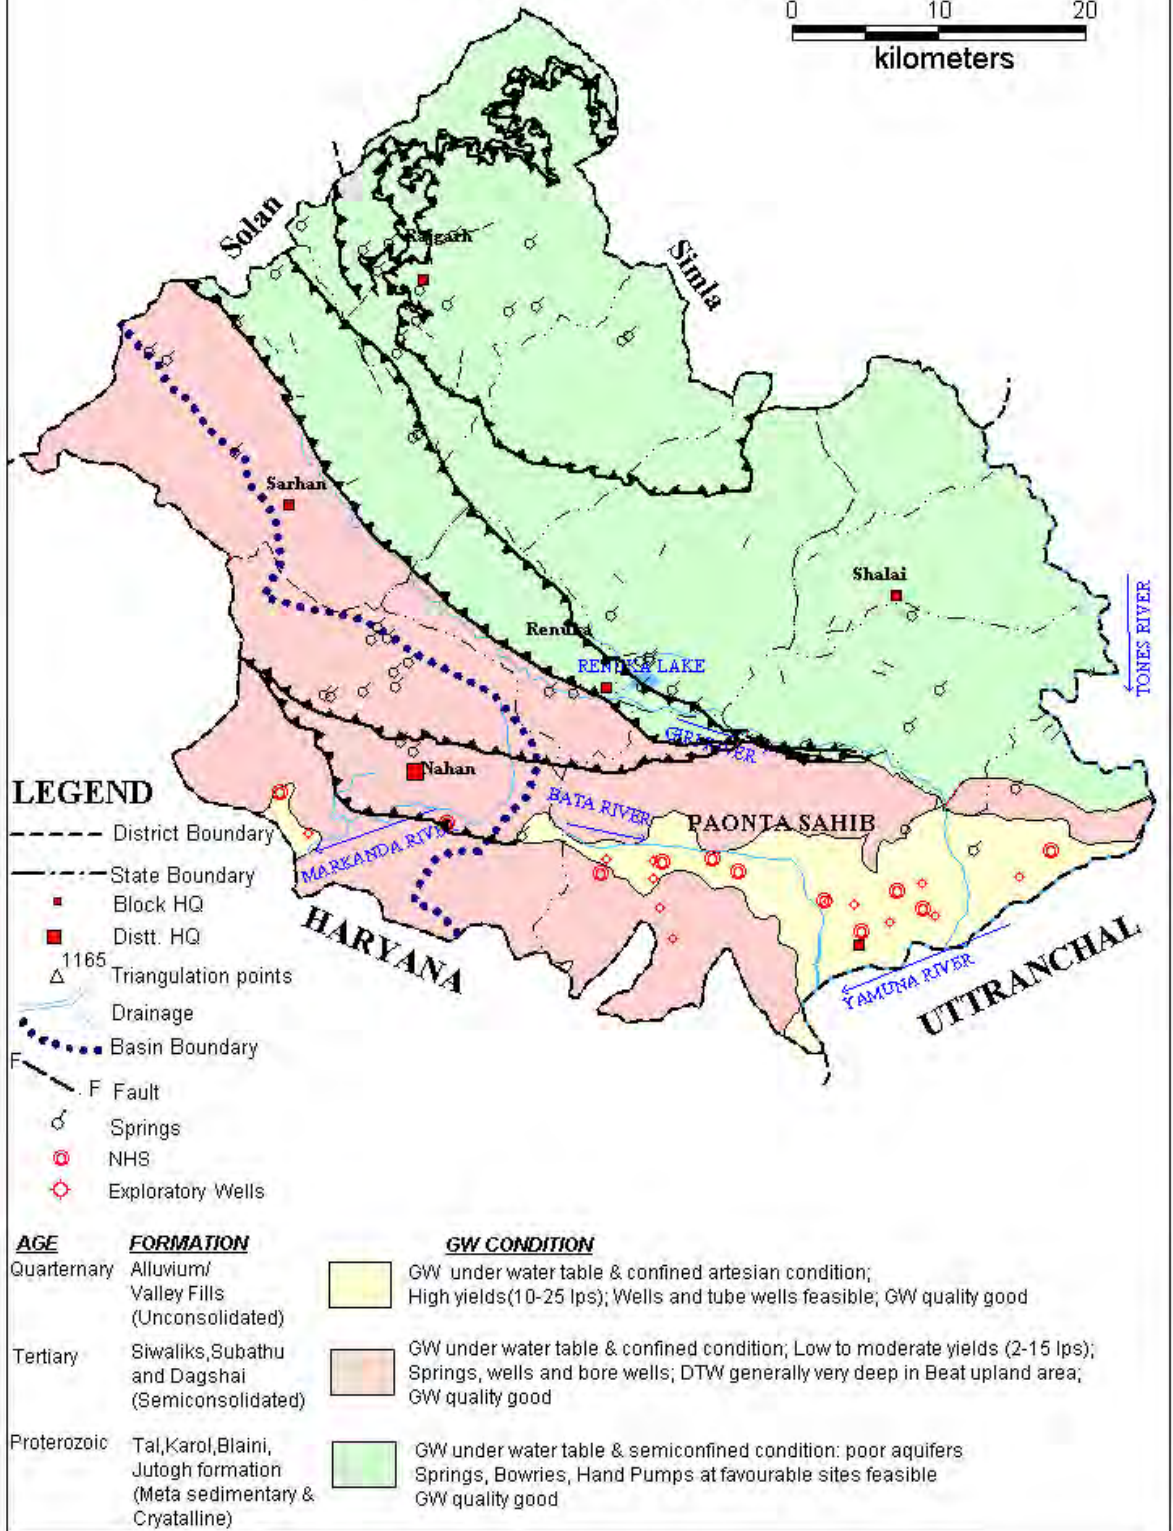 0 10 20
kilometers
Solan
Simla
Rajgarh
Sarhan
Shalai
TONES RIVER
Renuka
RENUKA LAKE
GIRI RIVER
Nahan
BATA RIVER
PAONTA SAHIB
MARKANDA RIVER
HARYANA
YAMUNA RIVER
UTTRANCHAL
LEGEND
District Boundary
State Boundary
Block HQ
Distt. HQ
1165
Triangulation points
Drainage
Basin Boundary
F F
Fault
Springs
NHS
Exploratory Wells
AGE FORMATION GW CONDITION
Quarternary Alluvium/
Valley Fills
(Unconsolidated)
GW under water table & confined artesian condition;
High yields(10-25 lps); Wells and tube wells feasible; GW quality good
Tertiary Siwaliks,Subathu
and Dagshai
(Semiconsolidated)
GW under water table & confined condition; Low to moderate yields (2-15 lps);
Springs, wells and bore wells; DTW generally very deep in Beat upland area;
GW quality good
Proterozoic Tal,Karol,Blaini,
Jutogh formation
(Meta sedimentary &
Cryatalline)
GW under water table & semiconfined condition: poor aquifers
Springs, Bowries, Hand Pumps at favourable sites feasible
GW quality good